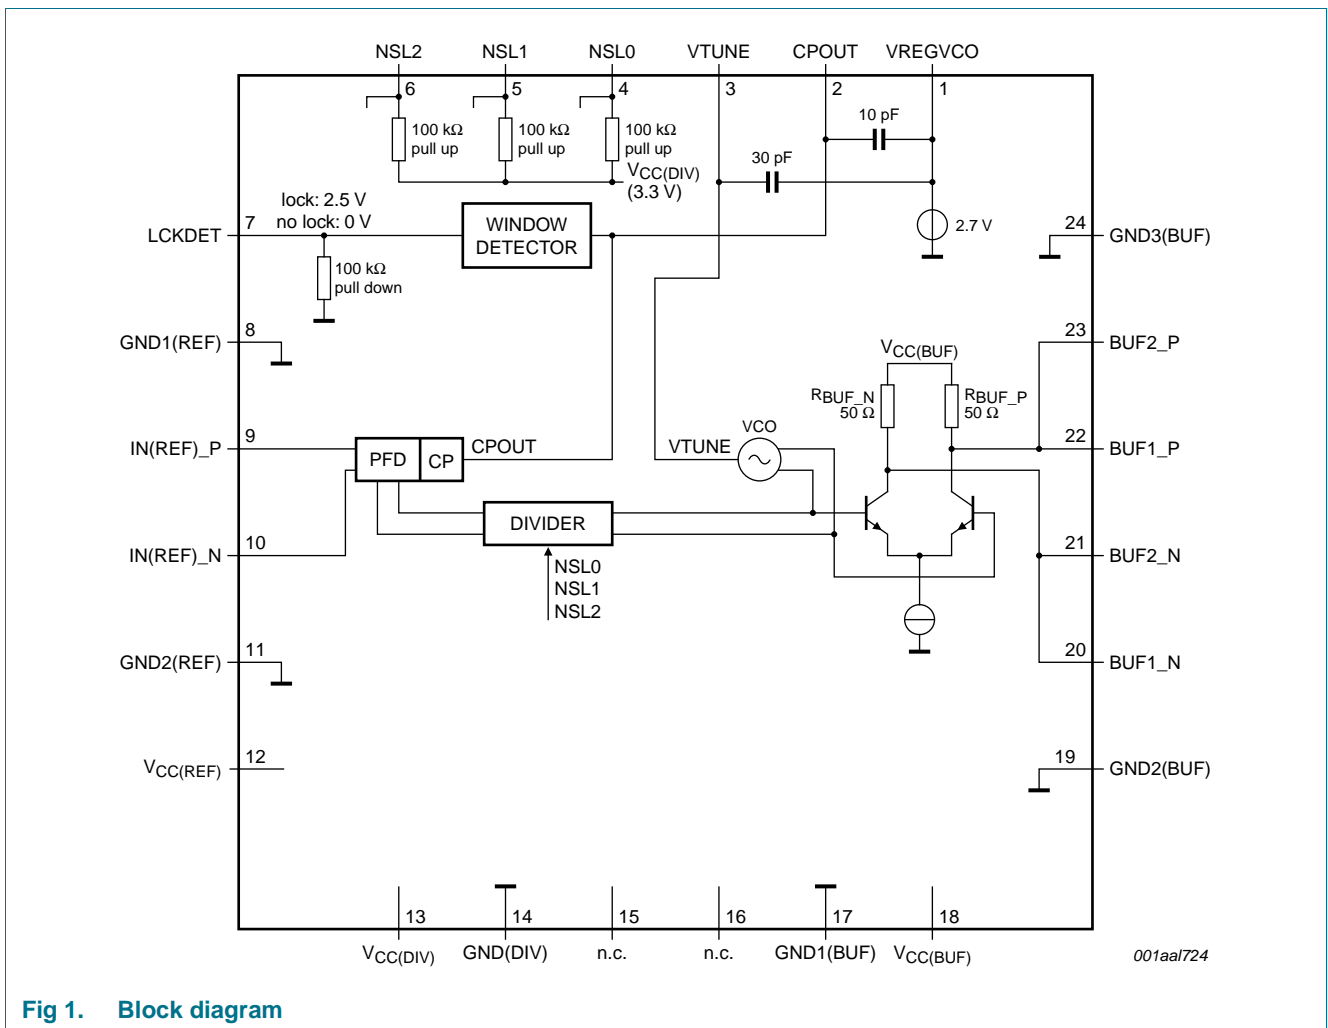 NSL2 NSL1 NSL0 VTUNE CPOUT VREGVCO
6 5 4 3 2 1
10 pF
100 kΩ
pull up
100 kΩ
pull up
100 kΩ
pull up
30 pF
VCC(DIV)
(3.3 V)
lock: 2.5 V
no lock: 0 V
LCKDET 7
WINDOW
DETECTOR
2.7 V
24 GND3(BUF)
100 kΩ
pull down
GND1(REF) 8
23 BUF2_P
VCC(BUF)
RBUF_N
50 Ω
RBUF_P
50 Ω
IN(REF)_P 9
PFD CP CPOUT
VTUNE VCO
22 BUF1_P
DIVIDER
IN(REF)_N 10
NSL0
NSL1
NSL2
21 BUF2_N
GND2(REF) 11
20 BUF1_N
VCC(REF) 12
19 GND2(BUF)
13 14 15 16 17 18
VCC(DIV) GND(DIV) n.c. n.c. GND1(BUF) VCC(BUF)
001aal724
Fig 1. Block diagram